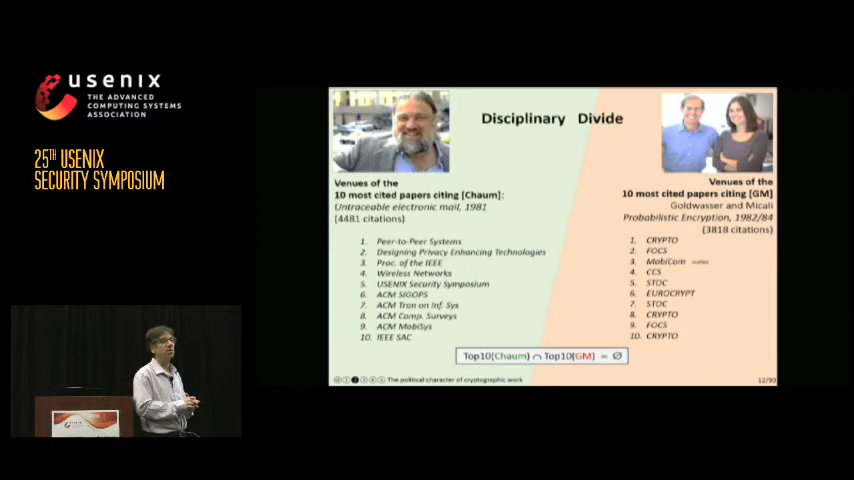 usenix
THE ADVANCED
COMPUTING SYSTEMS
ASSOCIATION
25TH USENIX
SECURITY SYMPOSIUM
Disciplinary Divide
Venues of the
10 most cited papers citing [Chaum]:
Untraceable electronic mail, 1981
(4481 citations)
1. Peer-to-Peer Systems
2. Designing Privacy Enhancing Technologies
3. Proc. of the IEEE
4. Wireless Networks
5. USENIX Security Symposium
6. ACM SIGOPS
7. ACM Tran on Inf. Sys
8. ACM Comp. Surveys
9. ACM MobiSys
10. IEEE SAC
Venues of the
10 most cited papers citing [GM]
Goldwasser and Micali
Probabilistic Encryption, 1982/84
(3818 citations)
1. CRYPTO
2. FOCS
3. MobiCom
4. CCS
5. STOC
6. EUROCRYPT
7. STOC
8. CRYPTO
9. FOCS
10. CRYPTO
Top10(Chaum) ∩ Top10(GM) = ∅
The political character of cryptographic work
12/30